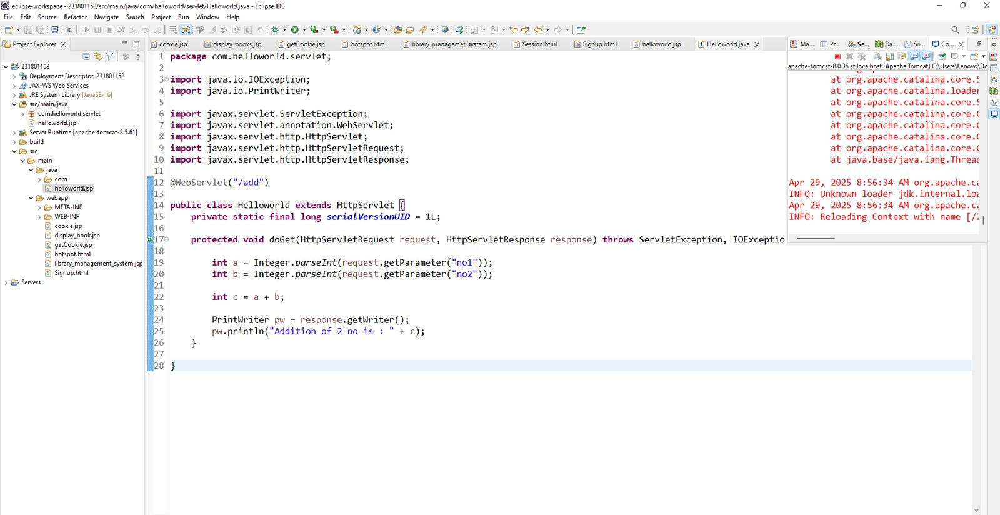 eclipse-workspace - 231801158/src/main/java/com/helloworld/servlet/Helloworld.java - Eclipse IDE
File Edit Source Refactor Navigate Search Project Run Window Help
Project Explorer
231801158
Deployment Descriptor: 231801158
JAX-WS Web Services
JRE System Library [JavaSE-16]
src/main/java
com.helloworld.servlet
helloworld.jsp
Server Runtime [apache-tomcat-8.5.61]
build
src
main
java
com
helloworld.jsp
webapp
META-INF
WEB-INF
cookie.jsp
display_book.jsp
getCookie.jsp
hotspot.html
library_management_system.jsp
Signup.html
Servers
cookie.jsp display_books.jsp getCookie.jsp hotspot.html library_managemet_system.jsp Session.html Signup.html helloworld.jsp Helloworld.java
1 package com.helloworld.servlet;
2
3 import java.io.IOException;
4 import java.io.PrintWriter;
5
6 import javax.servlet.ServletException;
7 import javax.servlet.annotation.WebServlet;
8 import javax.servlet.http.HttpServlet;
9 import javax.servlet.http.HttpServletRequest;
10 import javax.servlet.http.HttpServletResponse;
11
12 @WebServlet("/add")
13
14 public class Helloworld extends HttpServlet {
15 private static final long serialVersionUID = 1L;
16
17 protected void doGet(HttpServletRequest request, HttpServletResponse response) throws ServletException, IOExceptio
18
19 int a = Integer.parseInt(request.getParameter("no1"));
20 int b = Integer.parseInt(request.getParameter("no2"));
21
22 int c = a + b;
23
24 PrintWriter pw = response.getWriter();
25 pw.println("Addition of 2 no is : " + c);
26 }
27
28 }
Ma... Pr... Se... Da... Sn... Co...
apache-tomcat-8.0.36 at localhost [Apache Tomcat] C:\Users\Lenovo\Do
at org.apache.catalina.core.S
at org.apache.catalina.loader
at org.apache.catalina.core.S
at org.apache.catalina.core.C
at org.apache.catalina.core.C
at org.apache.catalina.core.C
at org.apache.catalina.core.C
at java.base/java.lang.Threa
Apr 29, 2025 8:56:34 AM org.apache.ca
INFO: Unknown loader jdk.internal.loa
Apr 29, 2025 8:56:34 AM org.apache.ca
INFO: Reloading Context with name [/2